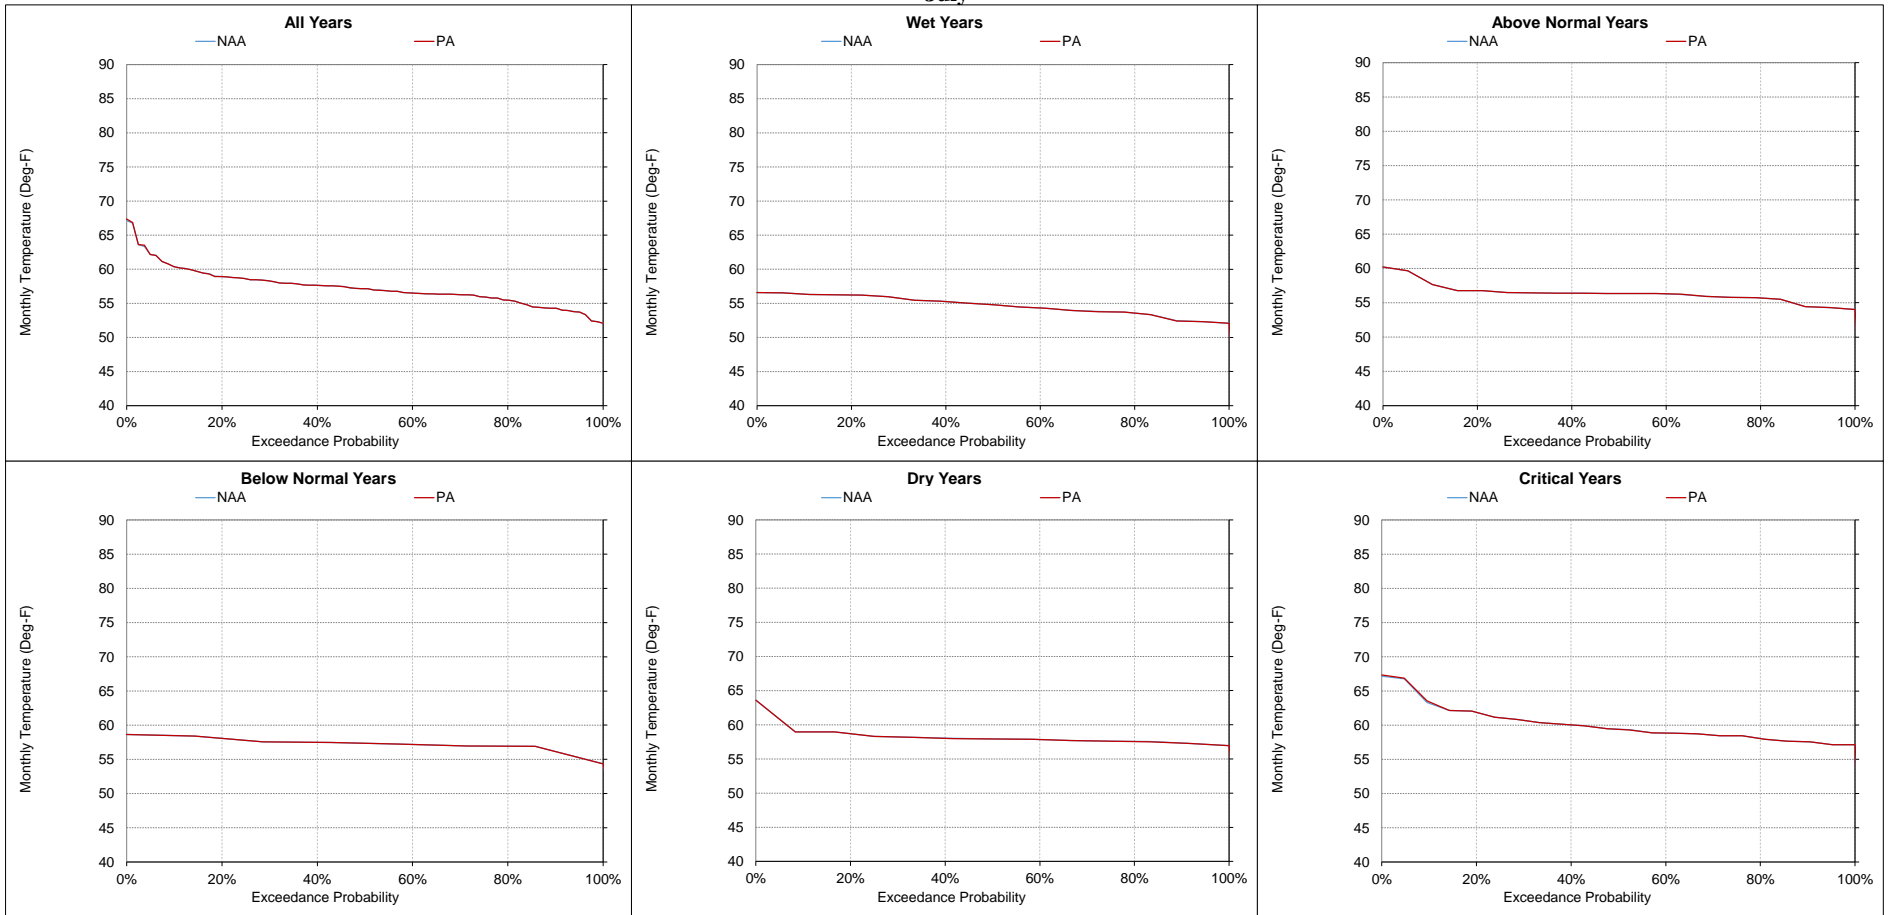 July
All Years
NAA PA
90
85
80
75
70
65
60
55
50
45
40
Monthly Temperature (Deg-F)
0% 20% 40% 60% 80% 100%
Exceedance Probability
Wet Years
NAA PA
90
85
80
75
70
65
60
55
50
45
40
Monthly Temperature (Deg-F)
0% 20% 40% 60% 80% 100%
Exceedance Probability
Above Normal Years
NAA PA
90
85
80
75
70
65
60
55
50
45
40
Monthly Temperature (Deg-F)
0% 20% 40% 60% 80% 100%
Exceedance Probability
Below Normal Years
NAA PA
90
85
80
75
70
65
60
55
50
45
40
Monthly Temperature (Deg-F)
0% 20% 40% 60% 80% 100%
Exceedance Probability
Dry Years
NAA PA
90
85
80
75
70
65
60
55
50
45
40
Monthly Temperature (Deg-F)
0% 20% 40% 60% 80% 100%
Exceedance Probability
Critical Years
NAA PA
90
85
80
75
70
65
60
55
50
45
40
Monthly Temperature (Deg-F)
0% 20% 40% 60% 80% 100%
Exceedance Probability